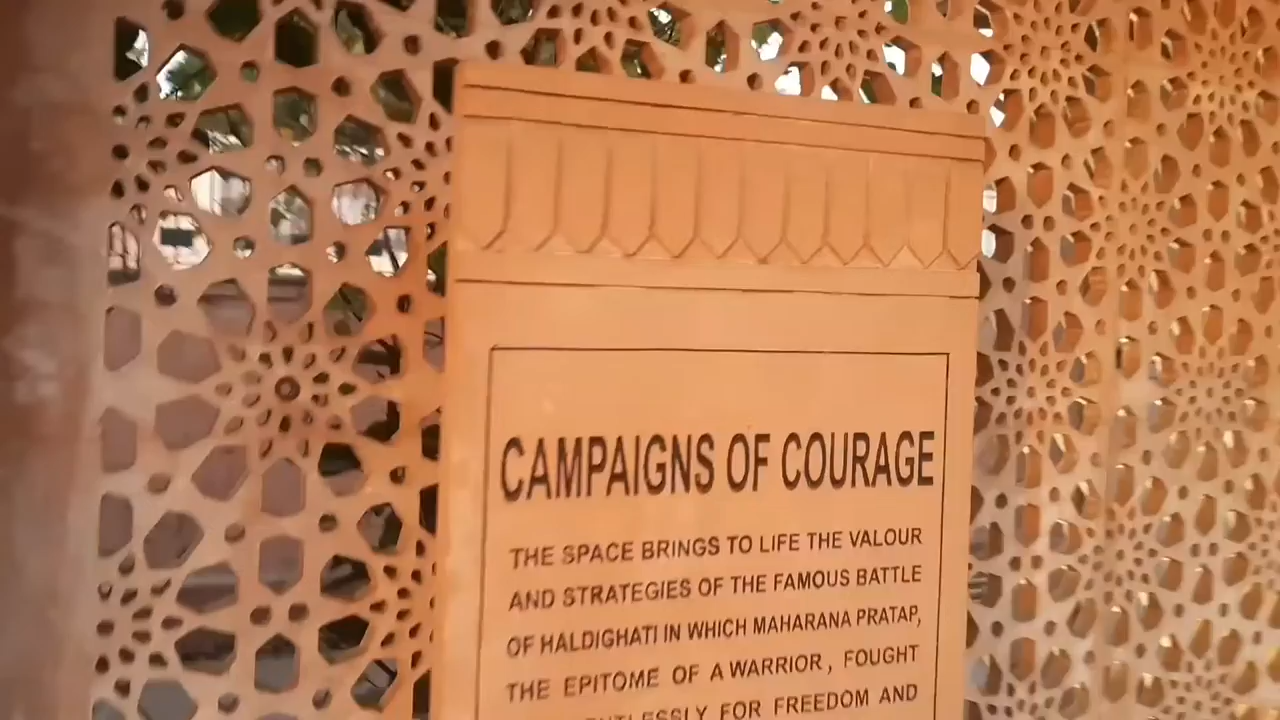 CAMPAIGNS OF COURAGE
THE SPACE BRINGS TO LIFE THE VALOUR
AND STRATEGIES OF THE FAMOUS BATTLE
OF HALDIGHATI IN WHICH MAHARANA PRATAP,
THE EPITOME OF A WARRIOR, FOUGHT
FOR FREEDOM AND